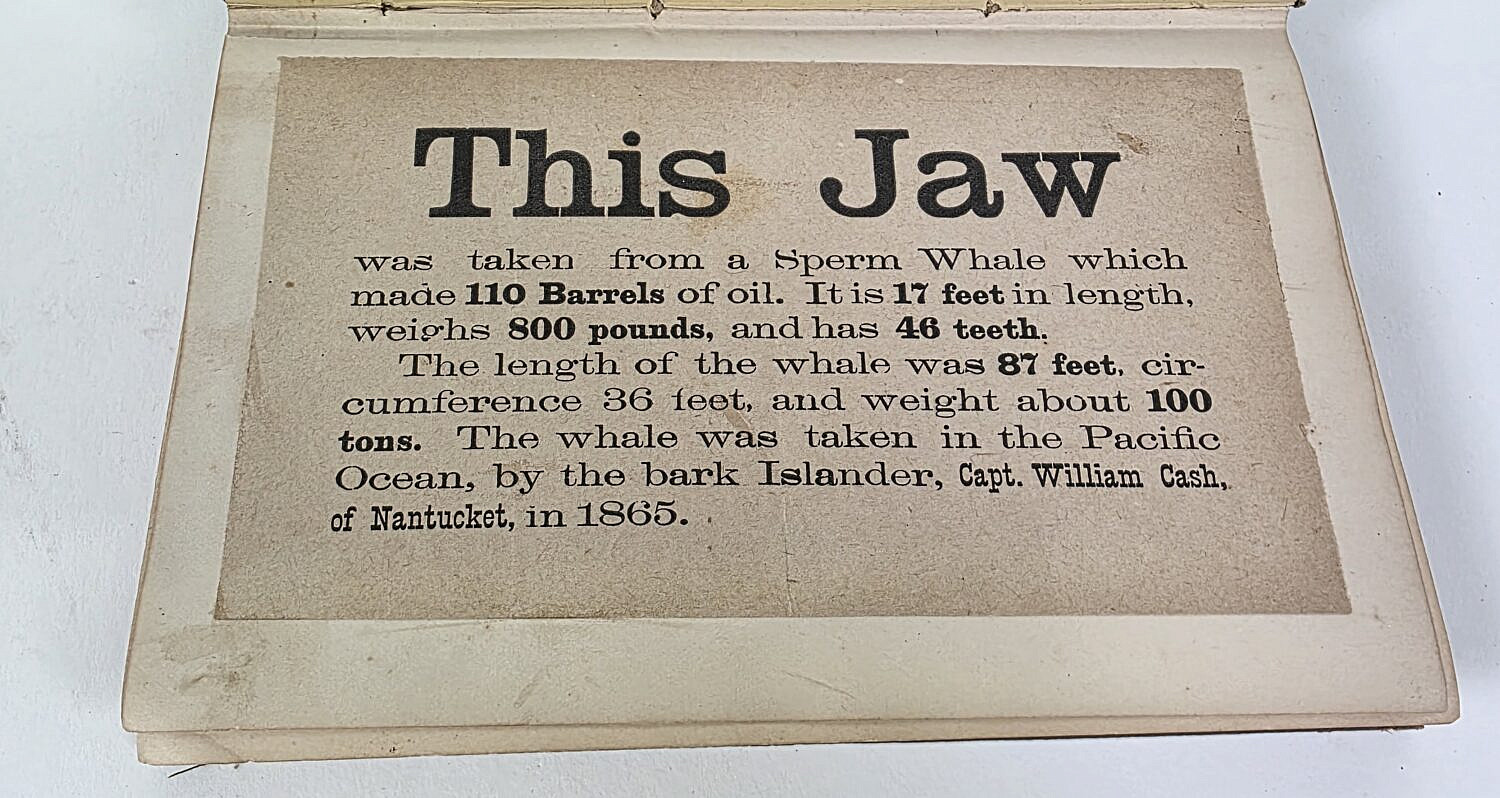 This Jaw
was taken from a Sperm Whale which
made 110 Barrels of oil. It is 17 feet in length,
weighs 800 pounds, and has 46 teeth.
The length of the whale was 87 feet, cir-
cumference 36 feet, and weight about 100
tons. The whale was taken in the Pacific
Ocean, by the bark Islander, Capt. William Cash,
of Nantucket, in 1865.